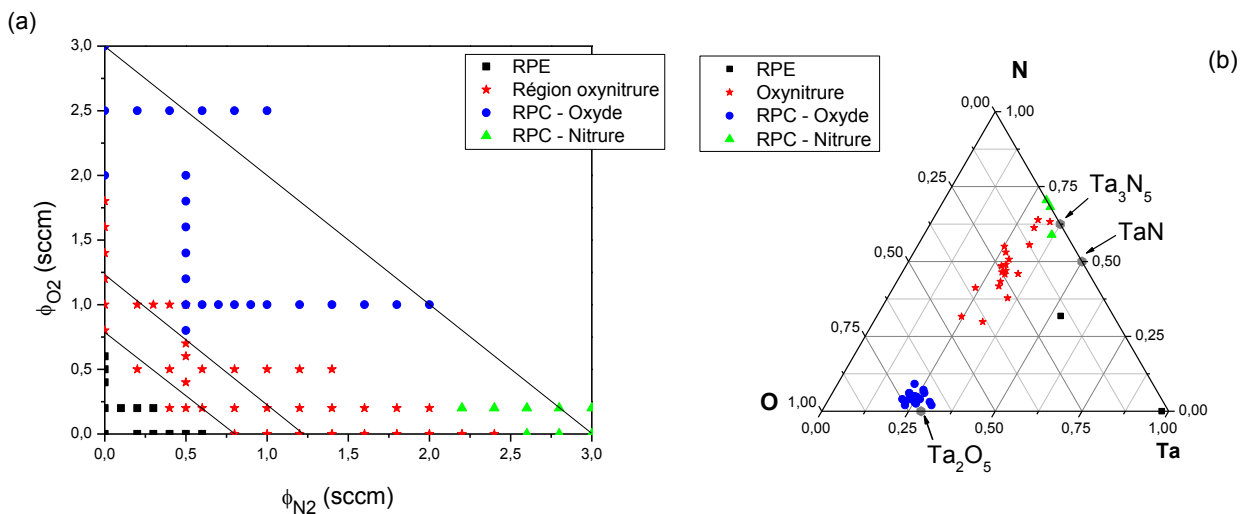 (a)
3,0
2,5
2,0
1,5
1,0
0,5
0,0
ϕO2 (sccm)
0,0 0,5 1,0 1,5 2,0 2,5 3,0
ϕN2 (sccm)
RPE
Région oxynitrure
RPC - Oxyde
RPC - Nitrure
(b)
RPE
Oxynitrure
RPC - Oxyde
RPC - Nitrure
N
0,00 1,00
0,25 0,75
Ta3N5
TaN
0,50 0,50
0,75 0,25
O 1,00 0,00
0,00 0,25 0,50 0,75 1,00
Ta
Ta2O5